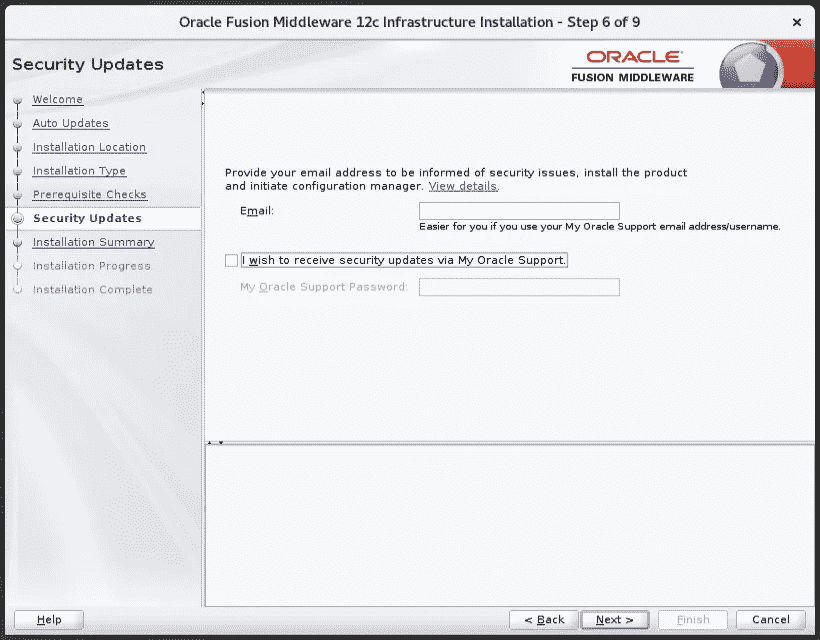 Oracle Fusion Middleware 12c Infrastructure Installation - Step 6 of 9
Security Updates
ORACLE
FUSION MIDDLEWARE
Welcome
Auto Updates
Installation Location
Installation Type
Prerequisite Checks
Security Updates
Installation Summary
Installation Progress
Installation Complete
Provide your email address to be informed of security issues, install the product
and initiate configuration manager. View details.
Email:
Easier for you if you use your My Oracle Support email address/username.
I wish to receive security updates via My Oracle Support.
My Oracle Support Password:
Help
< Back
Next >
Finish
Cancel